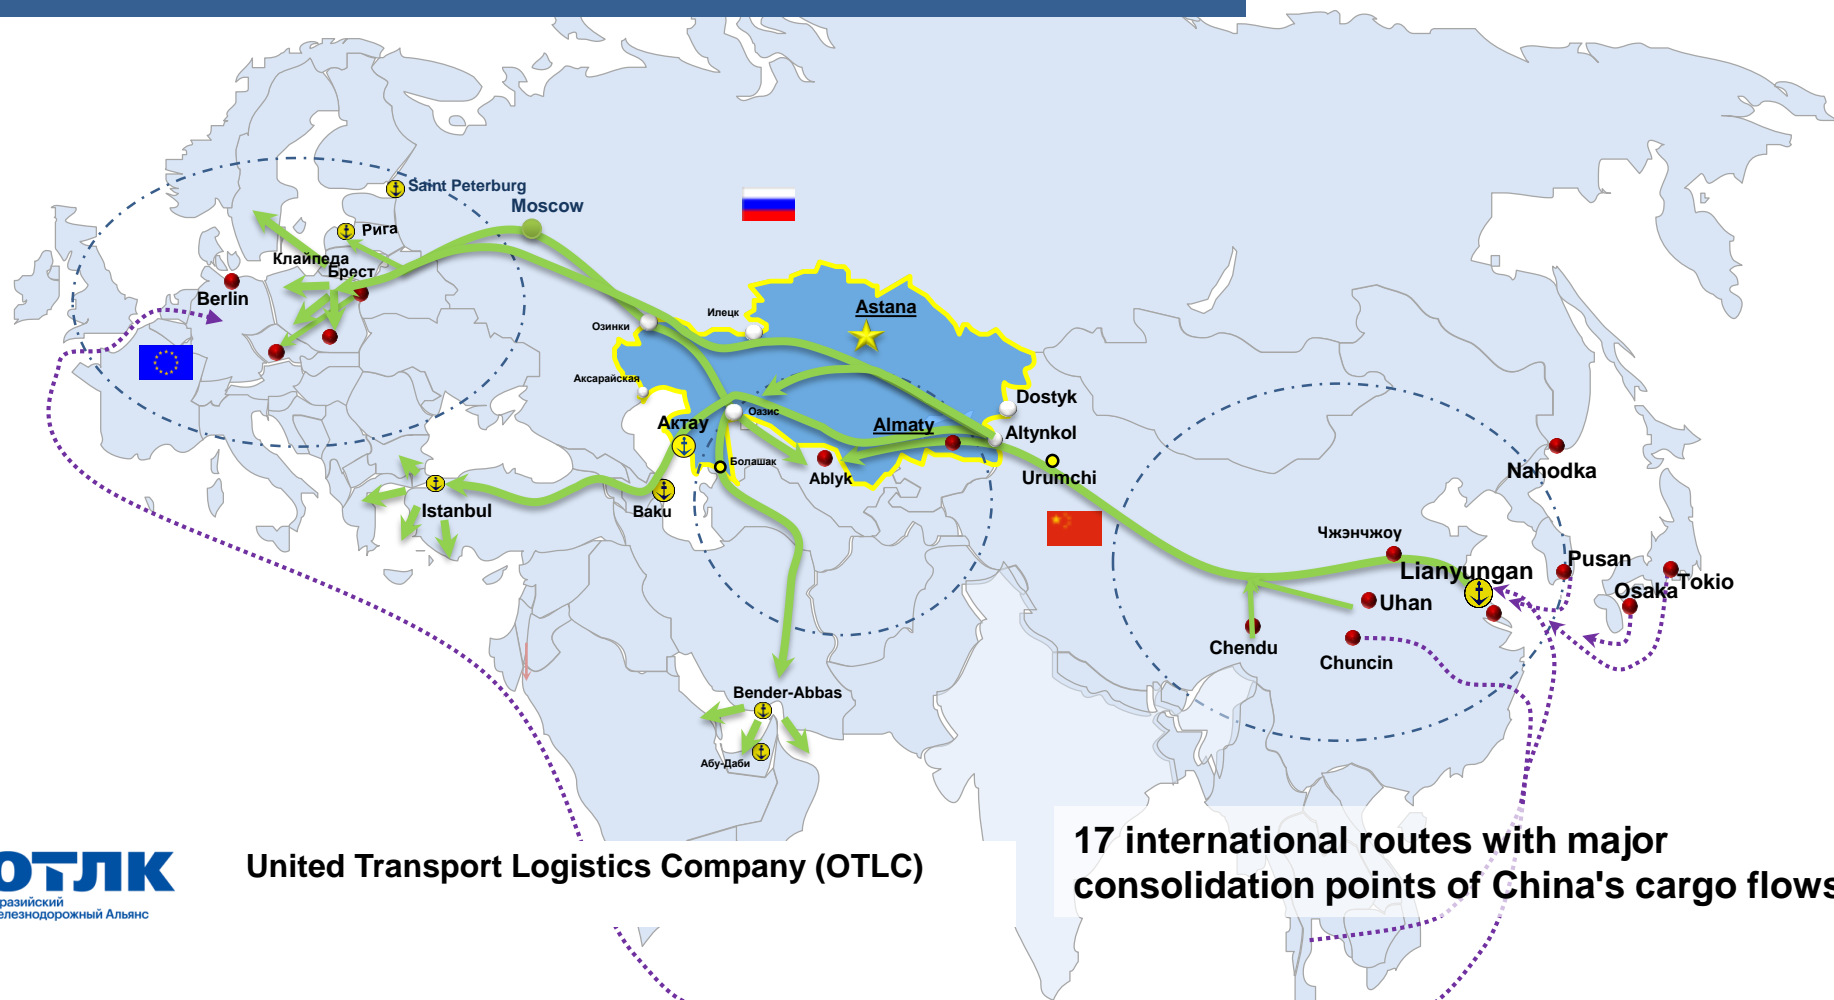 Saint Peterburg
Moscow
Рига
Клайпеда
Брест
Berlin
Илецк
Astana
Озинки
Аксарайская
Dostyk
Оазис
Актау
Almaty
Altynkol
Болашак
Ablyk
Urumchi
Nahodka
Istanbul
Baku
Чжэнчжоу
Pusan
Lianyungan
Tokio
Osaka
Uhan
Chendu
Chuncin
Bender-Abbas
Абу-Даби
17 international routes with major
consolidation points of China's cargo flows
United Transport Logistics Company (OTLC)
ОТЛК
разийский
елезнодорожный Альянс